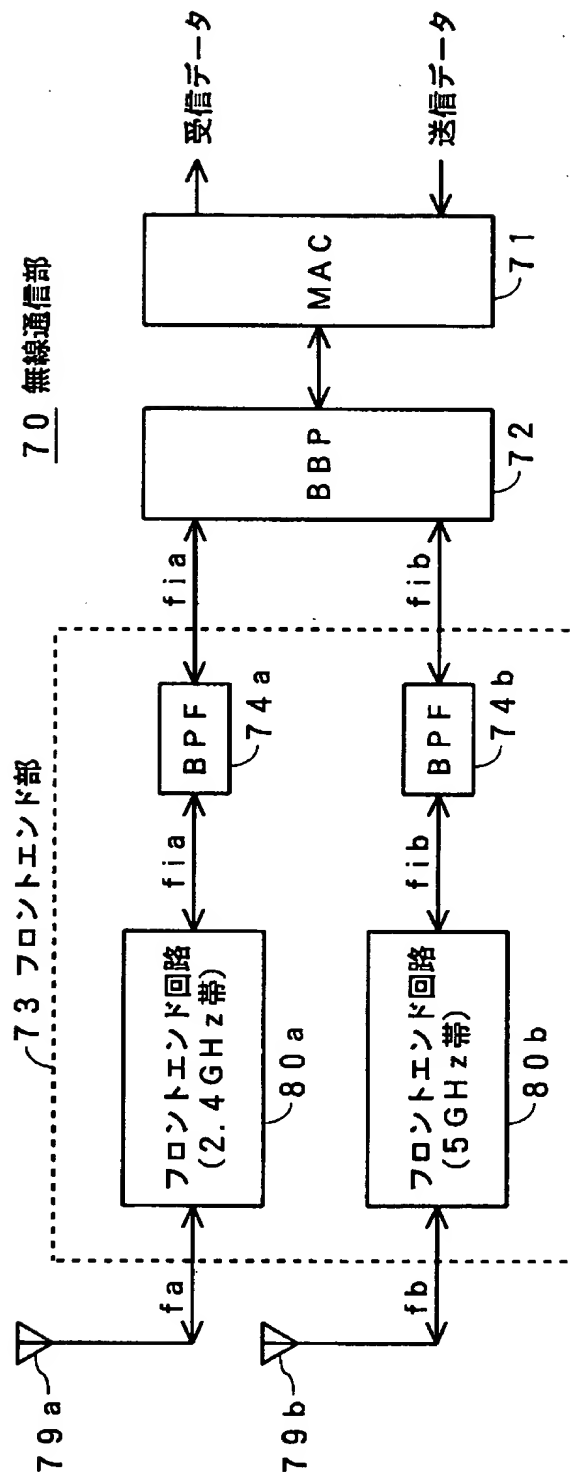 70 無線通信部
73 フロントエンド部
79a
fa
フロントエンド回路
(2.4GHz帯)
80a
fia
BPF
74a
fia
79b
fb
フロントエンド回路
(5GHz帯)
80b
fib
BPF
74b
fib
BBP
72
MAC
71
受信データ
送信データ